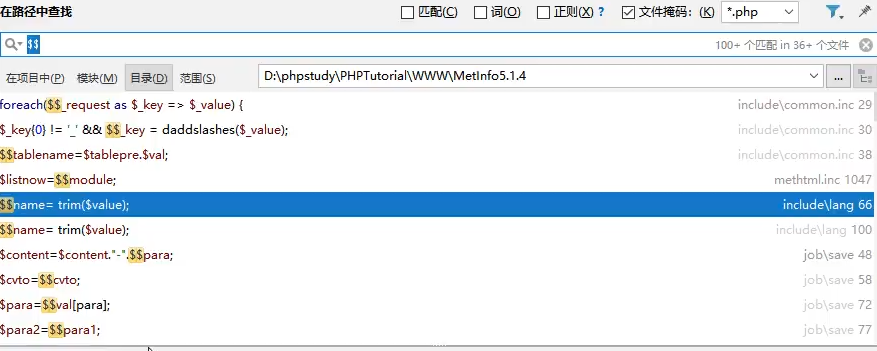 在路径中查找 匹配(C) 词(O) 正则(X) ? 文件掩码：(K) *.php
$$ 100+ 个匹配 in 36+ 个文件
在项目中(P) 模块(M) 目录(D) 范围(S) D:\phpstudy\PHPTutorial\WWW\MetInfo5.1.4 ...
foreach($$_request as $_key => $_value) { include\common.inc 29
$_key{0} != '_' && $$_key = daddslashes($_value); include\common.inc 30
$$tablename=$tablepre.$val; include\common.inc 38
$listnow=$$module; methtml.inc 1047
$$name= trim($value); include\lang 66
$$name= trim($value); include\lang 100
$content=$content."-".$$para; job\save 48
$cvto=$$cvto; job\save 58
$para=$$val[para]; job\save 72
$para2=$$para1; job\save 77